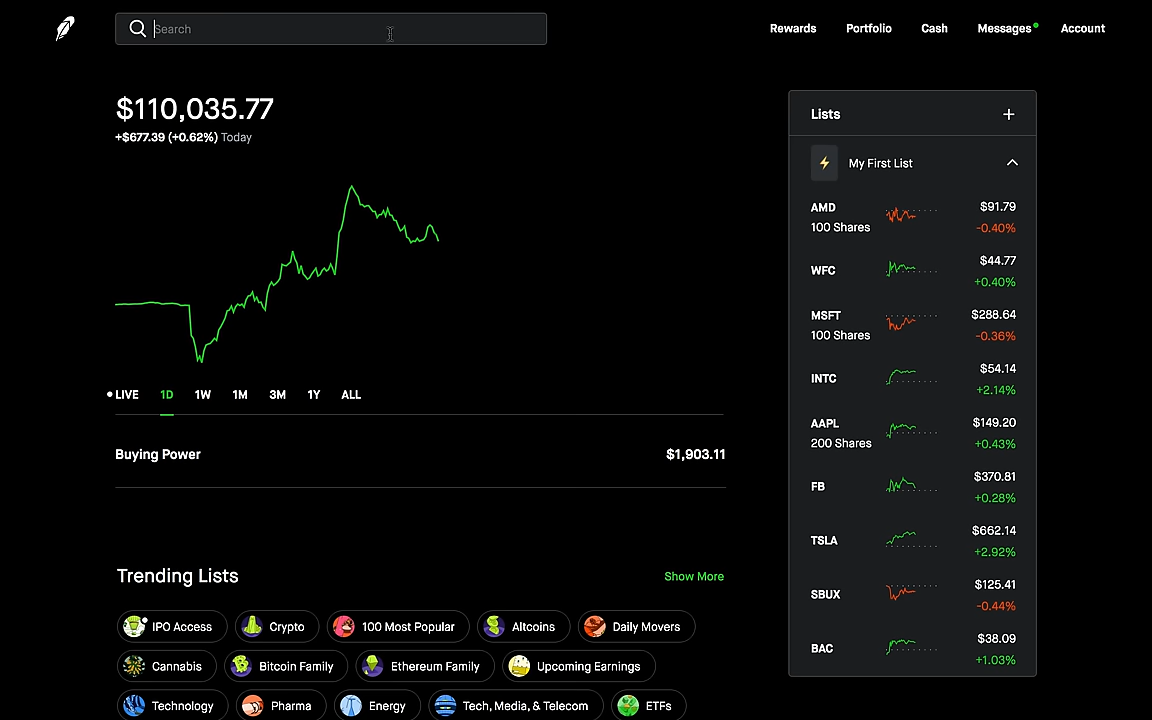 Search
Rewards
Portfolio
Cash
Messages
Account
$110,035.77
+$677.39 (+0.62%) Today
LIVE
1D
1W
1M
3M
1Y
ALL
Buying Power
$1,903.11
Trending Lists
Show More
IPO Access
Crypto
100 Most Popular
Altcoins
Daily Movers
Cannabis
Bitcoin Family
Ethereum Family
Upcoming Earnings
Technology
Pharma
Energy
Tech, Media, & Telecom
ETFs
Lists
My First List
AMD
100 Shares
$91.79
-0.40%
WFC
$44.77
+0.40%
MSFT
100 Shares
$288.64
-0.36%
INTC
$54.14
+2.14%
AAPL
200 Shares
$149.20
+0.43%
FB
$370.81
+0.28%
TSLA
$662.14
+2.92%
SBUX
$125.41
-0.44%
BAC
$38.09
+1.03%